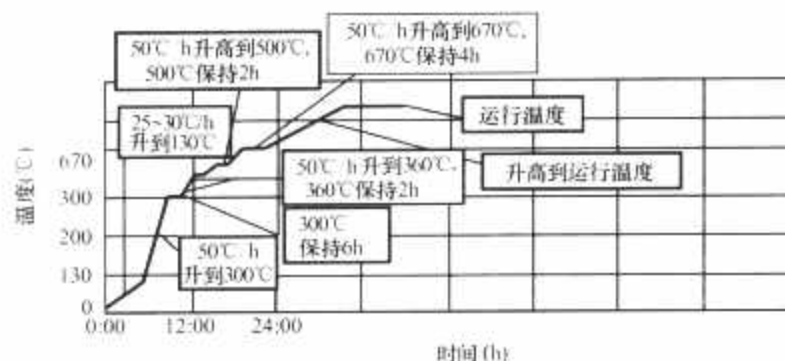 50℃ h升高到500℃,
500℃保持2h
50℃ h升高到670℃,
670℃保持4h
25~30℃/h
升到130℃
运行温度
50℃ h升到360℃,
360℃保持2h
升高到运行温度
300℃
保持6h
50℃ h
升到300℃
温度(℃)
670
300
200
130
0
0:00
12:00
24:00
时间(h)